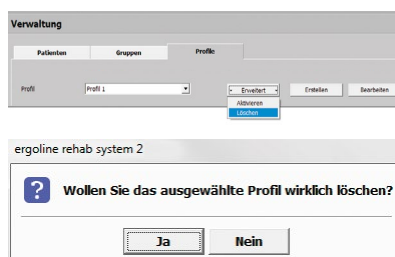 Verwaltung
Patienten Gruppen Profile
Profil Profil 1 - Erweitert - Erstellen Bearbeiten
Aktivieren
Löschen
ergoline rehab system 2
Wollen Sie das ausgewählte Profil wirklich löschen?
Ja Nein